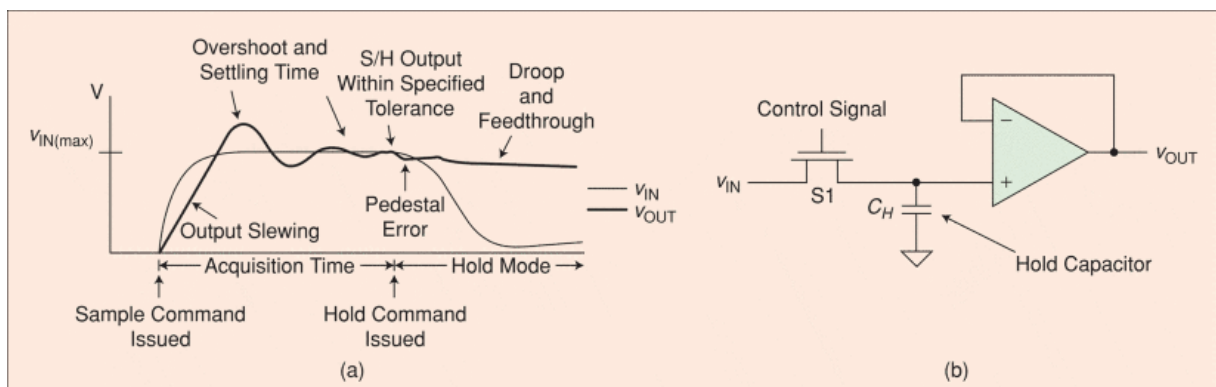 Overshoot and
Settling Time
S/H Output
Within Specified
Tolerance
Droop
and
Feedthrough
V
vIN(max)
Output Slewing
Pedestal
Error
vIN
vOUT
Acquisition Time
Hold Mode
Sample Command
Issued
Hold Command
Issued
(a)
Control Signal
vIN
S1
CH
−
+
vOUT
Hold Capacitor
(b)